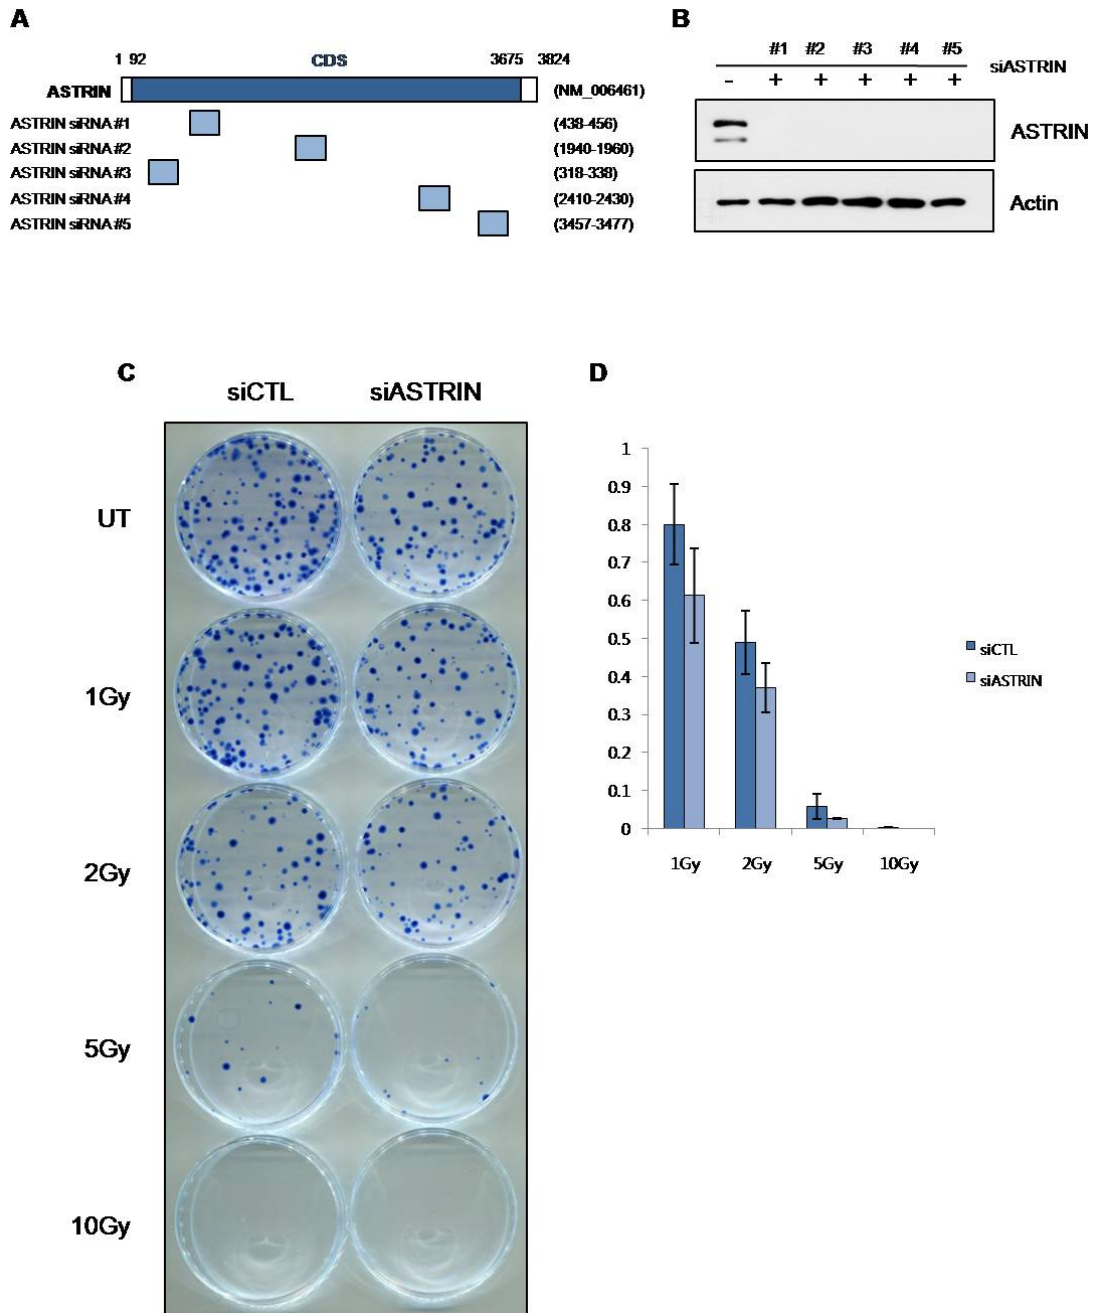 A
1 92 CDS 3675 3824
ASTRIN (NM_006461)
ASTRIN siRNA #1 (438-456)
ASTRIN siRNA #2 (1940-1960)
ASTRIN siRNA #3 (318-338)
ASTRIN siRNA #4 (2410-2430)
ASTRIN siRNA #5 (3457-3477)
B
#1 #2 #3 #4 #5
siASTRIN
- + + + + +
ASTRIN
Actin
C
siCTL siASTRIN
UT
1Gy
2Gy
5Gy
10Gy
D
1
0.9
0.8
0.7
0.6
0.5
0.4
0.3
0.2
0.1
0
1Gy 2Gy 5Gy 10Gy
siCTL
siASTRIN